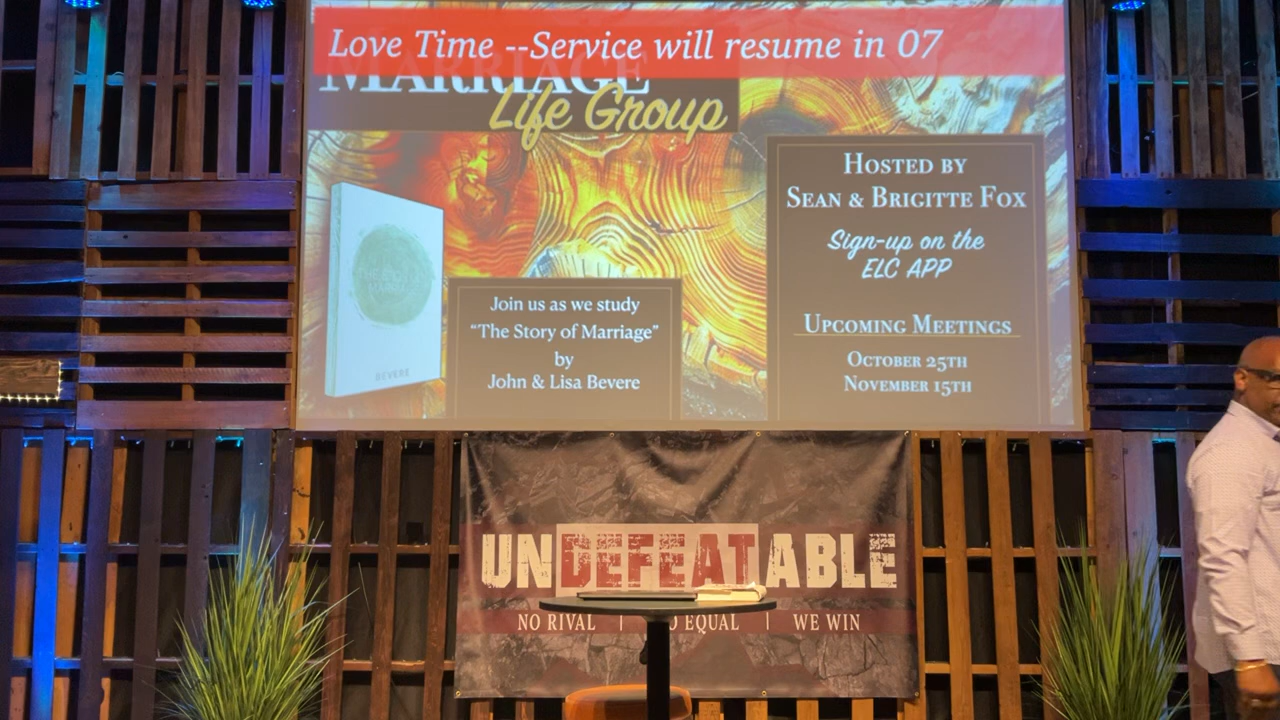 Love Time --Service will resume in 07
MARRIAGE
Life Group
HOSTED BY
SEAN & BRIGITTE FOX
Sign-up on the
ELC APP
UPCOMING MEETINGS
OCTOBER 25TH
NOVEMBER 15TH
Join us as we study
"The Story of Marriage"
by
John & Lisa Bevere
BEVERE
UNDEFEATABLE
NO RIVAL | O EQUAL | WE WIN